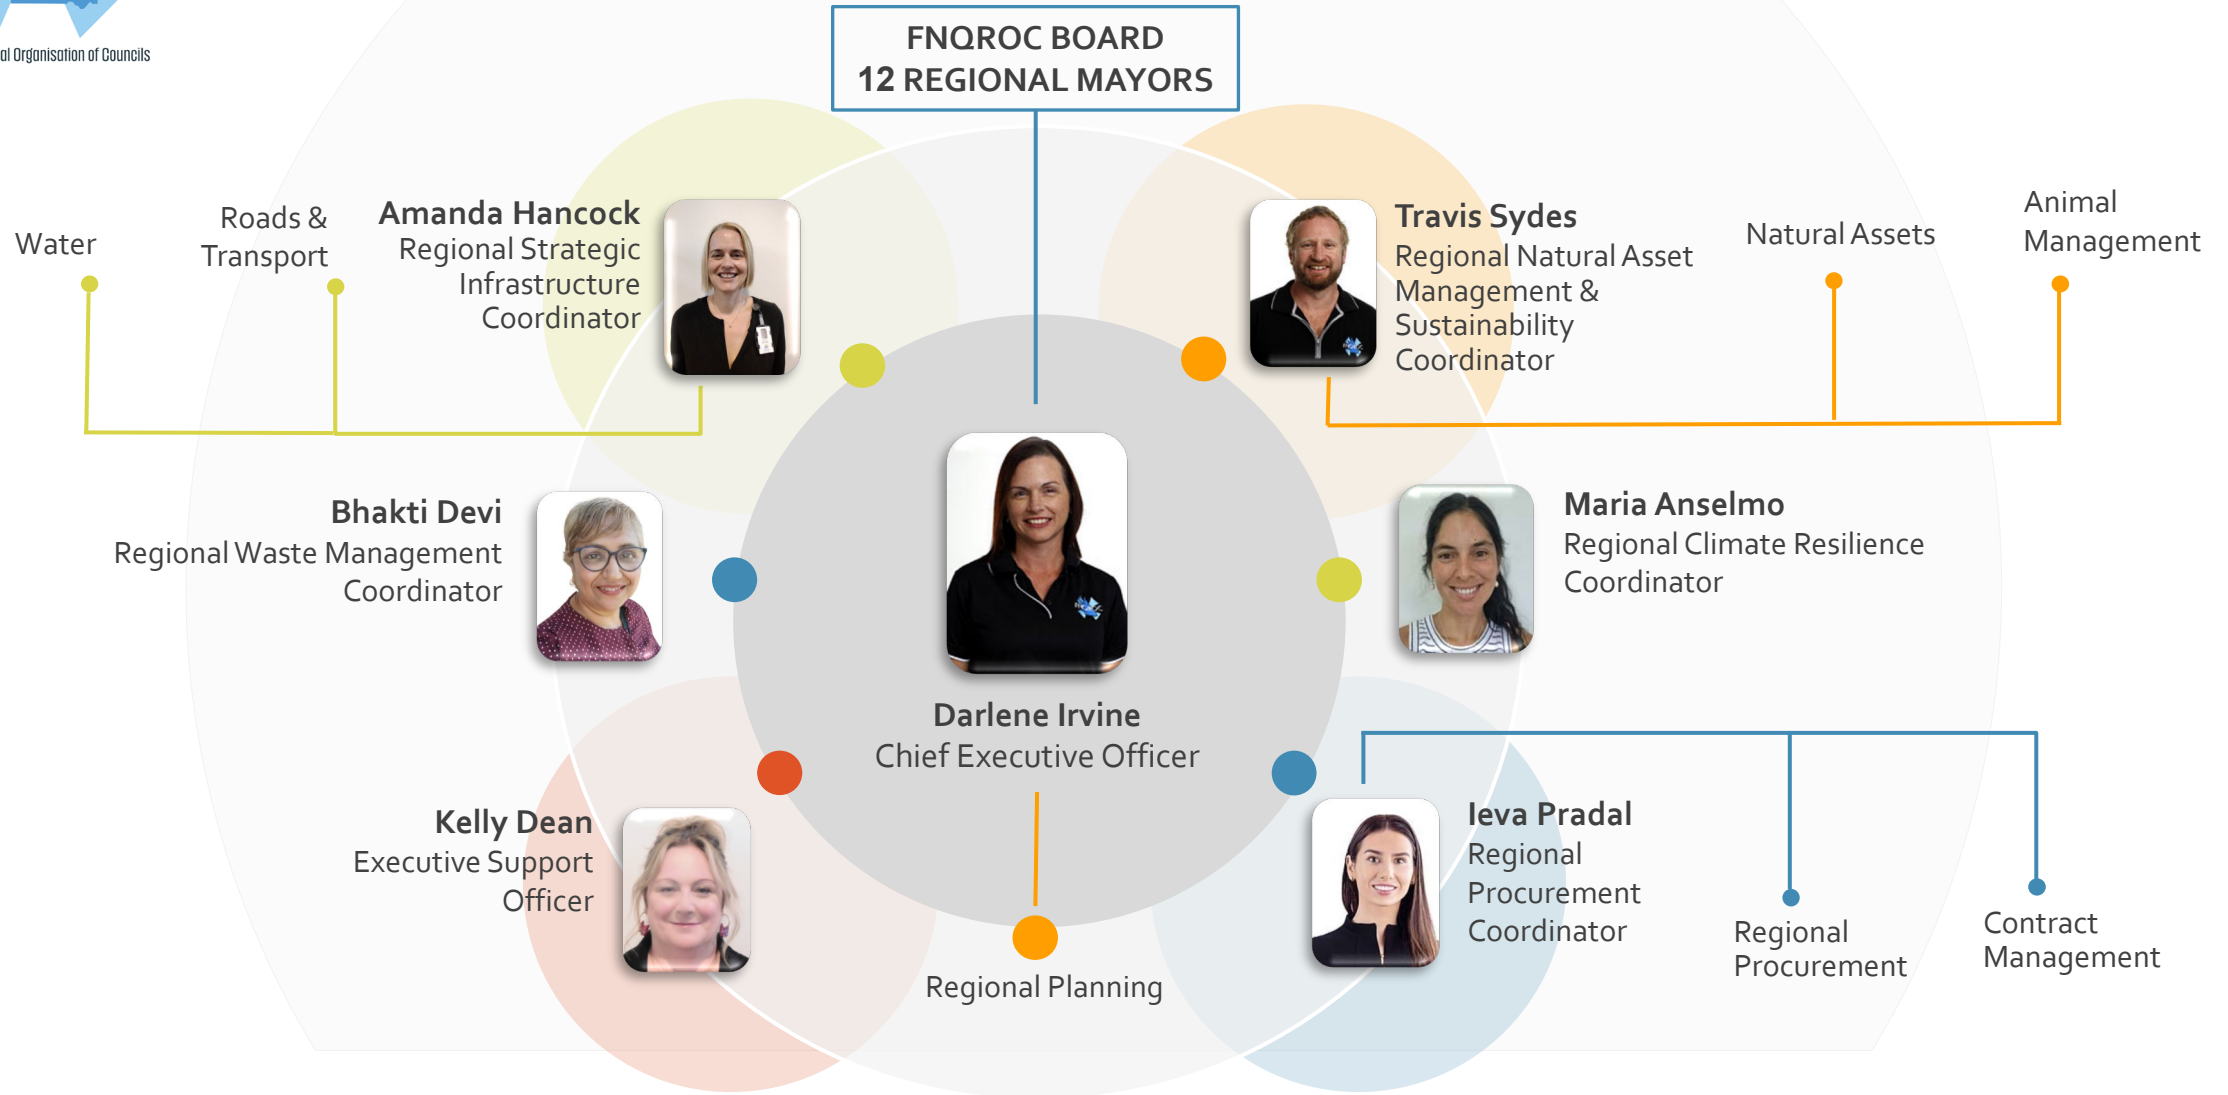 al Organisation of Councils
FNQROC BOARD
12 REGIONAL MAYORS
Water
Roads &
Transport
Amanda Hancock
Regional Strategic
Infrastructure
Coordinator
Travis Sydes
Regional Natural Asset
Management &
Sustainability
Coordinator
Natural Assets
Animal
Management
Bhakti Devi
Regional Waste Management
Coordinator
Maria Anselmo
Regional Climate Resilience
Coordinator
Darlene Irvine
Chief Executive Officer
Kelly Dean
Executive Support
Officer
Ieva Pradal
Regional
Procurement
Coordinator
Regional
Procurement
Contract
Management
Regional Planning